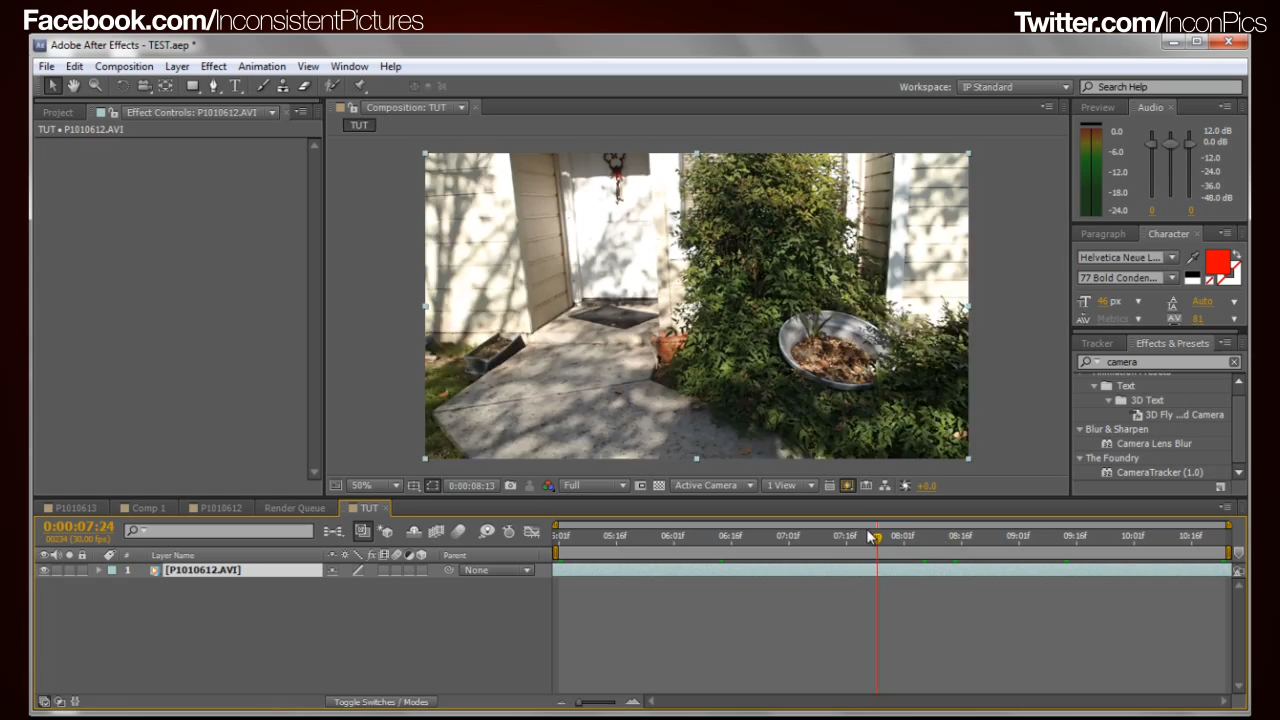 Facebook.com/InconsistentPictures
Twitter.com/InconPics
Adobe After Effects - TEST.aep *
File Edit Composition Layer Effect Animation View Window Help
Workspace: IP Standard Search Help
Project Effect Controls: P1010612.AVI
TUT • P1010612.AVI
Composition: TUT
TUT
Preview Audio
0.0 12.0 dB
0.0 dB
-6.0
-12.0
-12.0
-24.0
-18.0 -36.0
-48.0 dB
-24.0 0 0
Paragraph Character
Helvetica Neue L...
77 Bold Conden...
46 px Auto
Metrics 81
Tracker Effects & Presets
camera
Animation Presets
Text
3D Text
3D Fly ...d Camera
Blur & Sharpen
Camera Lens Blur
The Foundry
CameraTracker (1.0)
50% 0:00:08:13 Full Active Camera 1 View +0.0
P1010613 Comp 1 P1010612 Render Queue TUT
0:00:07:24
00234 (30.00 fps)
5:01f 05:16f 06:01f 06:16f 07:01f 07:16f 08:01f 08:16f 09:01f 09:16f 10:01f 10:16f
# Layer Name fx Parent
1 [P1010612.AVI] None
Toggle Switches / Modes